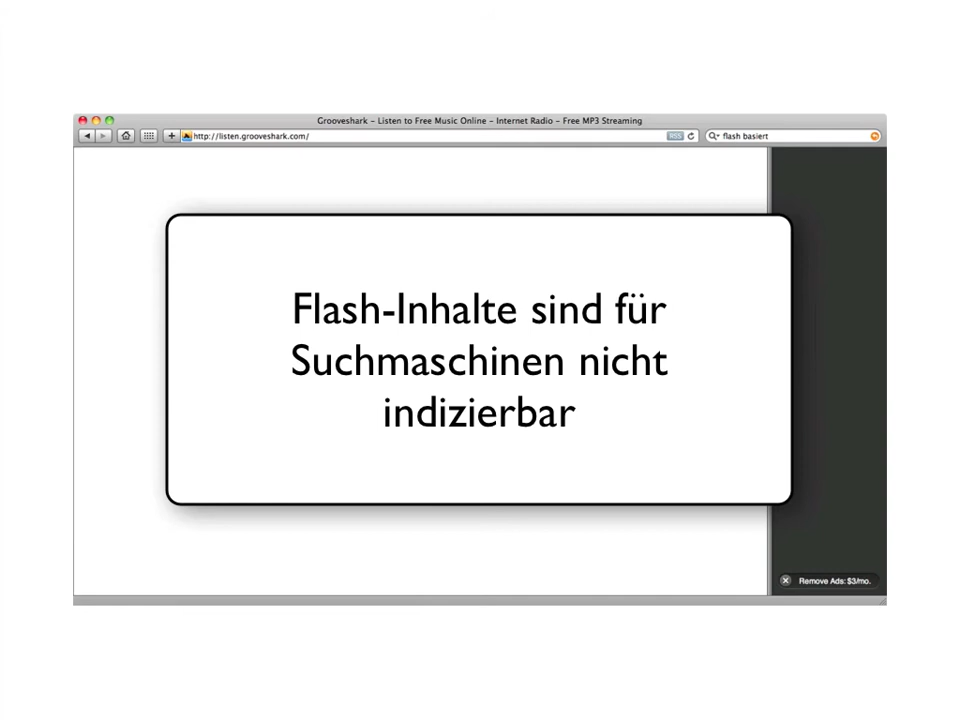 Grooveshark – Listen to Free Music Online – Internet Radio – Free MP3 Streaming
http://listen.grooveshark.com/
RSS
flash basiert
Flash-Inhalte sind für
Suchmaschinen nicht
indizierbar
Remove Ads: $3/mo.